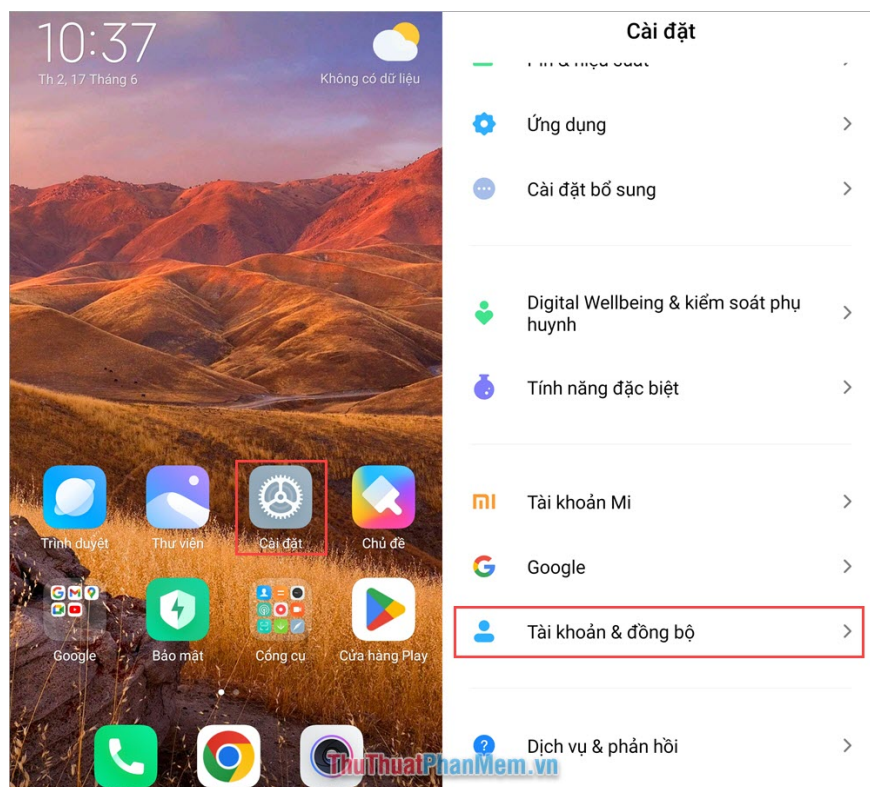 10:37
Th 2, 17 Tháng 6
Không có dữ liệu
Trình duyệt
Thư viện
Cài đặt
Chủ đề
Google
Bảo mật
Công cụ
Cửa hàng Play
Cài đặt
Pin & hiệu suất
Ứng dụng
Cài đặt bổ sung
Digital Wellbeing & kiểm soát phụ
huynh
Tính năng đặc biệt
Tài khoản Mi
Google
Tài khoản & đồng bộ
Dịch vụ & phản hồi
ThuThuatPhanMem.vn